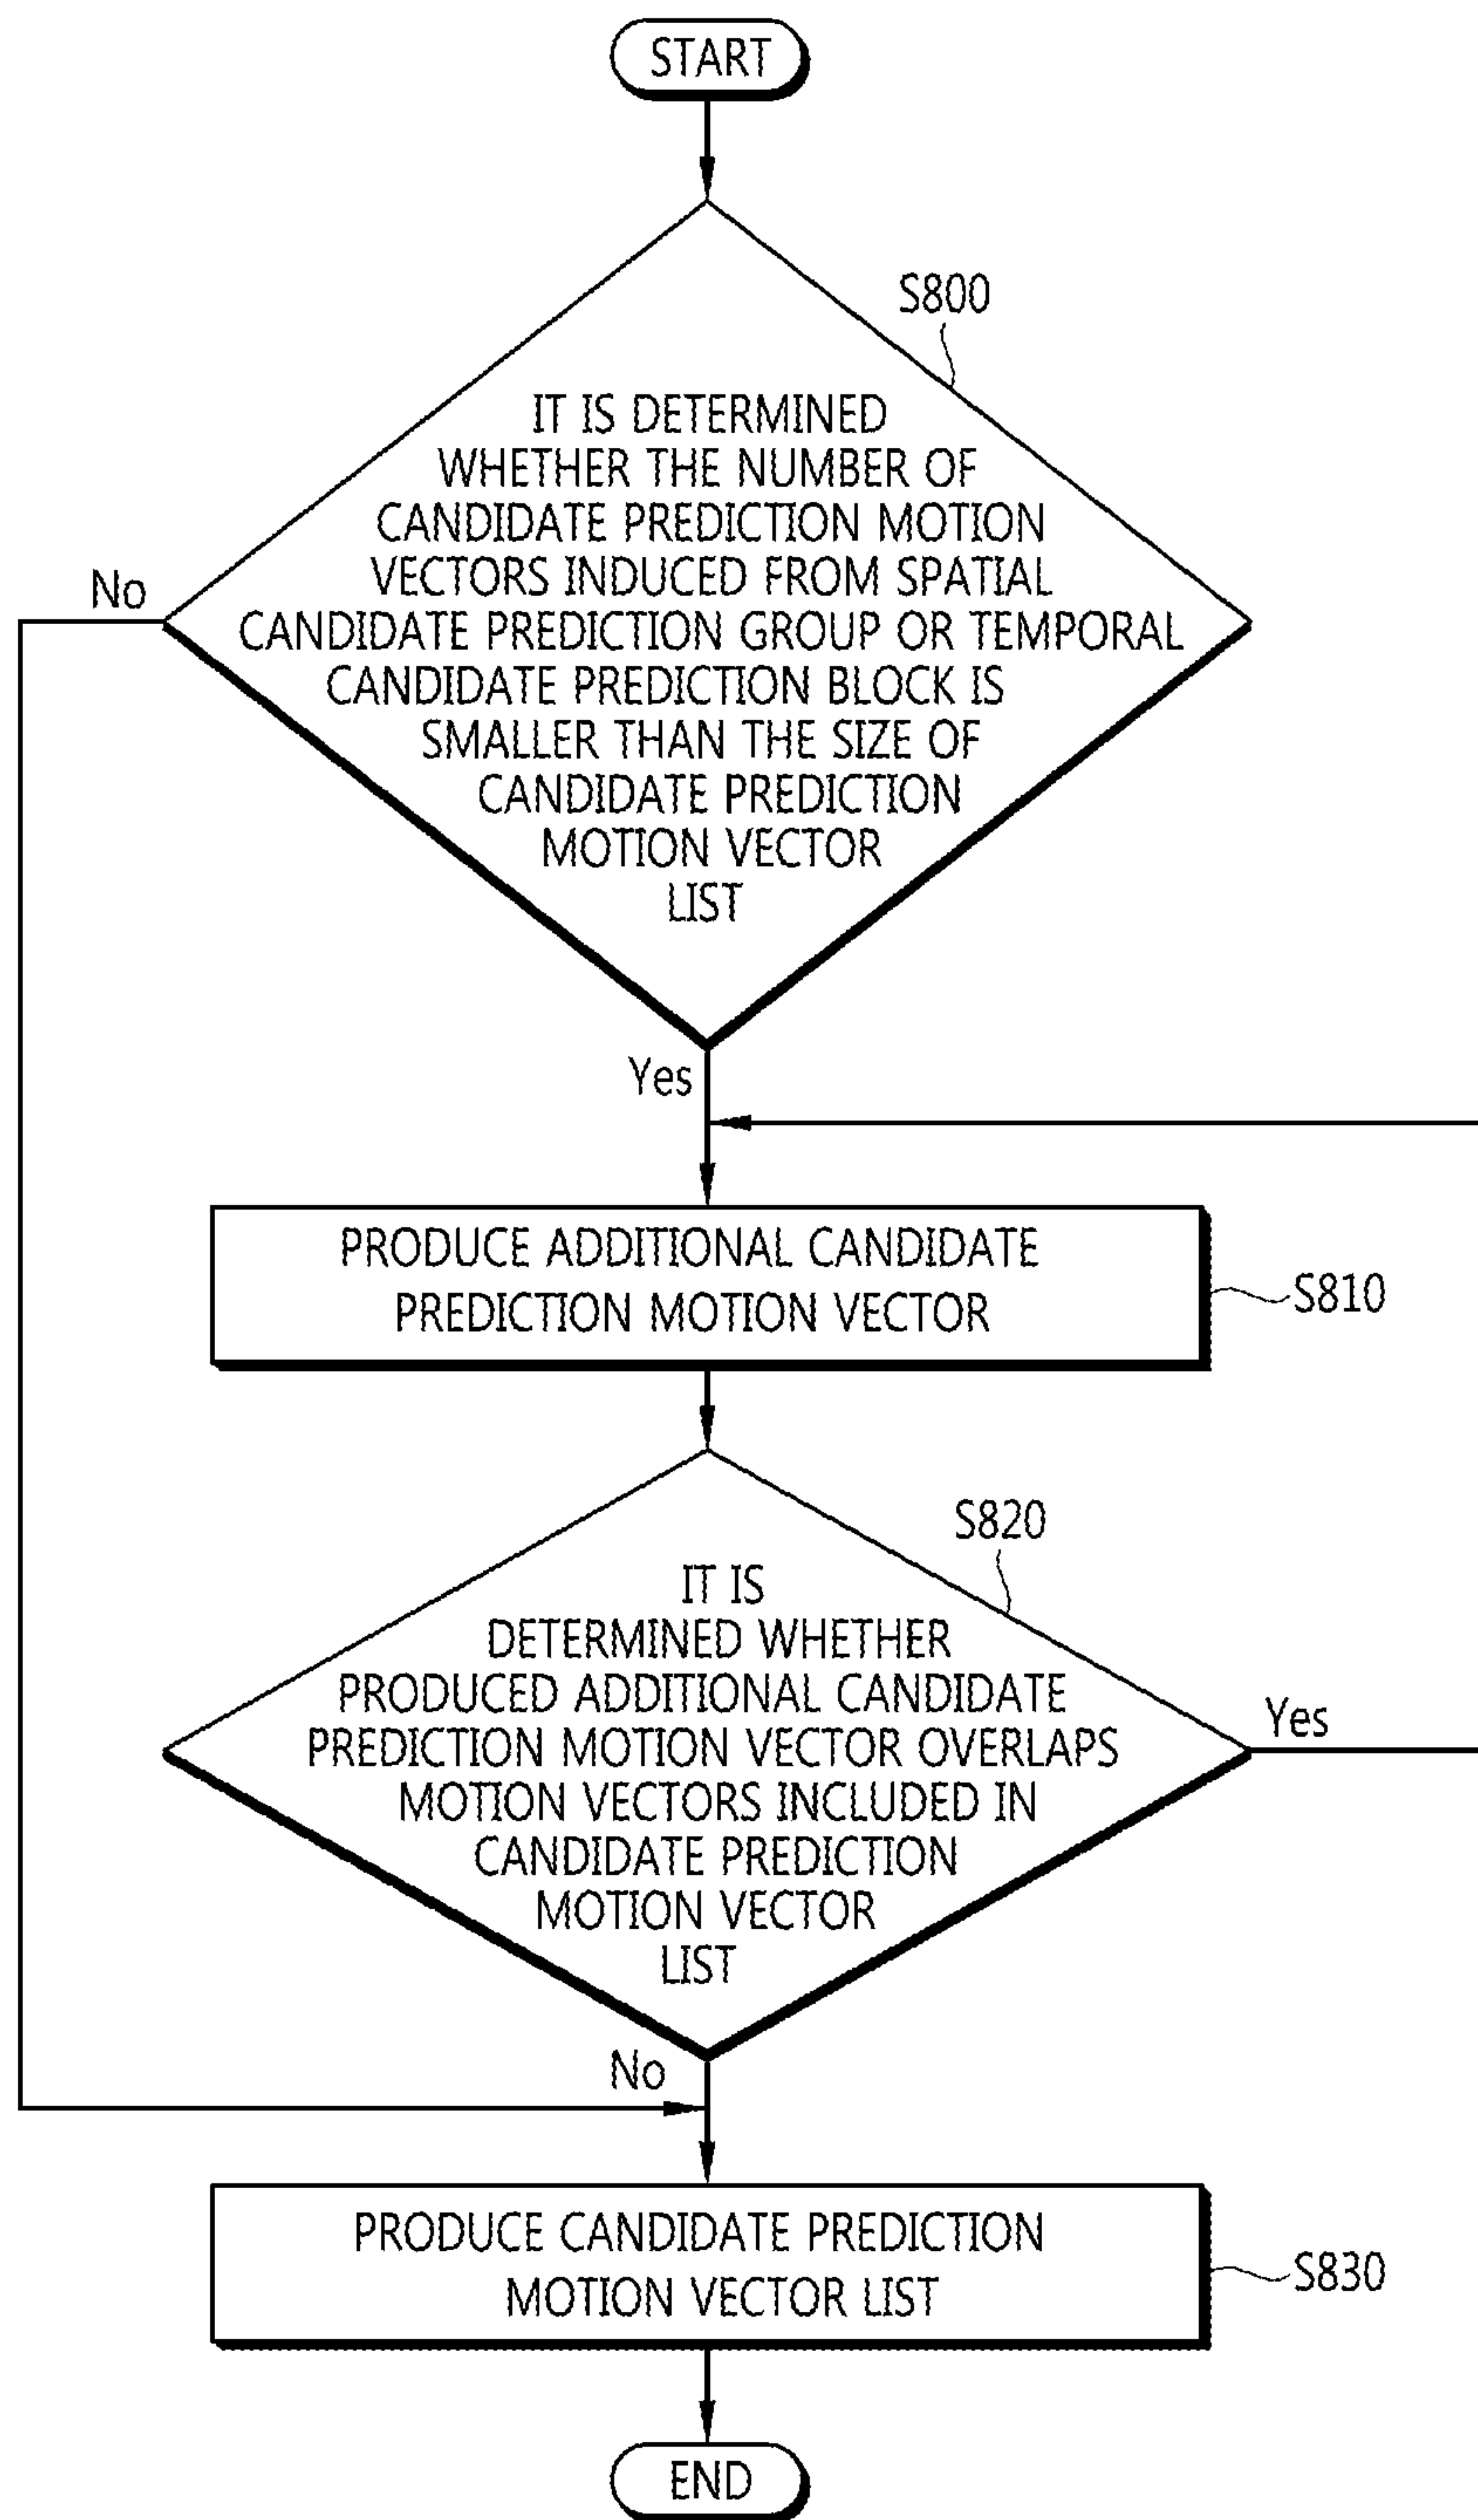 START
S800
IT IS DETERMINED
WHETHER THE NUMBER OF
CANDIDATE PREDICTION MOTION
VECTORS INDUCED FROM SPATIAL
CANDIDATE PREDICTION GROUP OR TEMPORAL
CANDIDATE PREDICTION BLOCK IS
SMALLER THAN THE SIZE OF
CANDIDATE PREDICTION
MOTION VECTOR
LIST
No
Yes
PRODUCE ADDITIONAL CANDIDATE
PREDICTION MOTION VECTOR
S810
S820
IT IS
DETERMINED WHETHER
PRODUCED ADDITIONAL CANDIDATE
PREDICTION MOTION VECTOR OVERLAPS
MOTION VECTORS INCLUDED IN
CANDIDATE PREDICTION
MOTION VECTOR
LIST
Yes
No
PRODUCE CANDIDATE PREDICTION
MOTION VECTOR LIST
S830
END